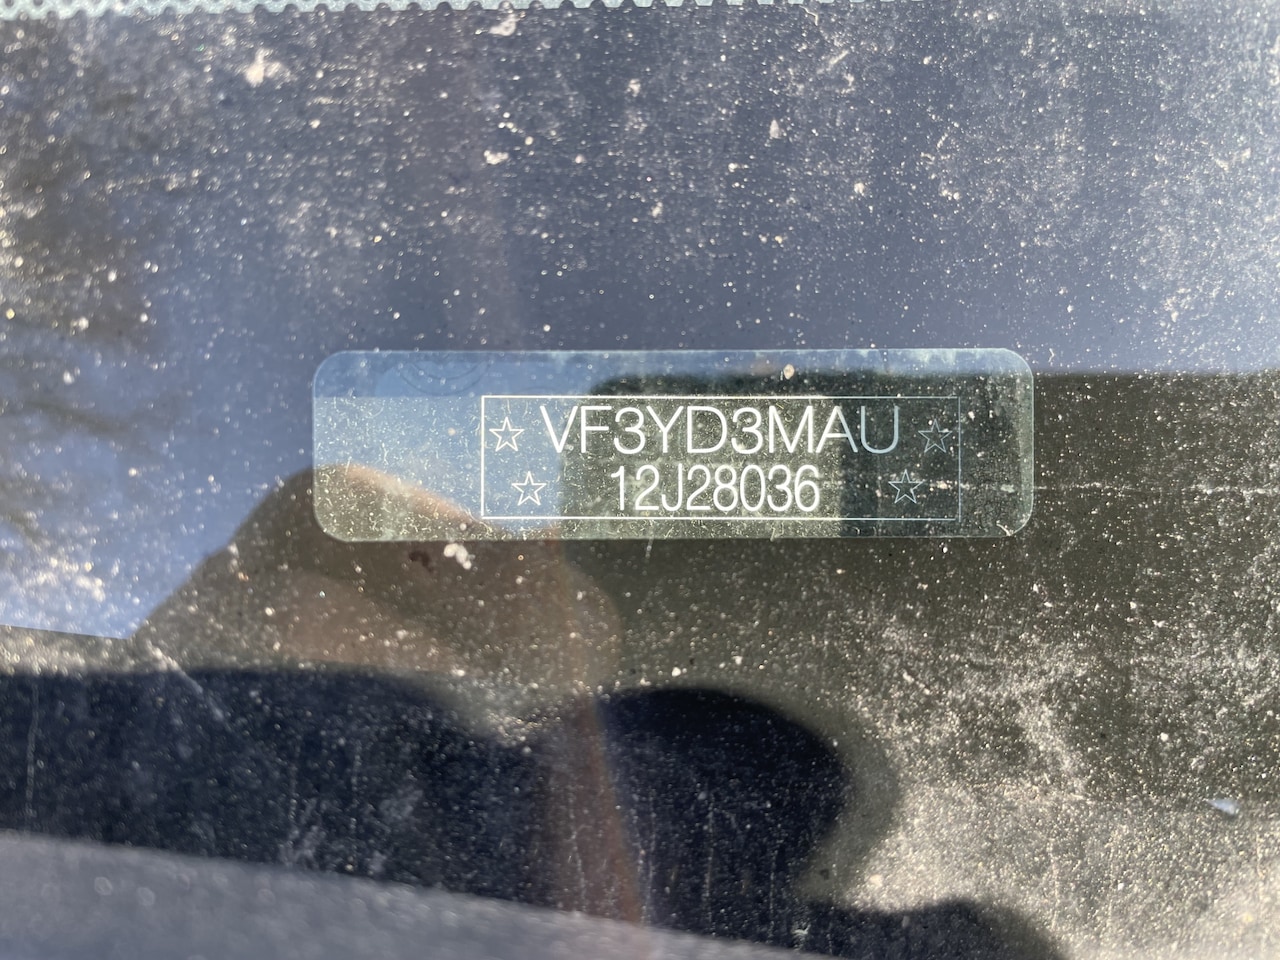 ☆ VF3YD3MAU ☆
☆ 12J28036 ☆